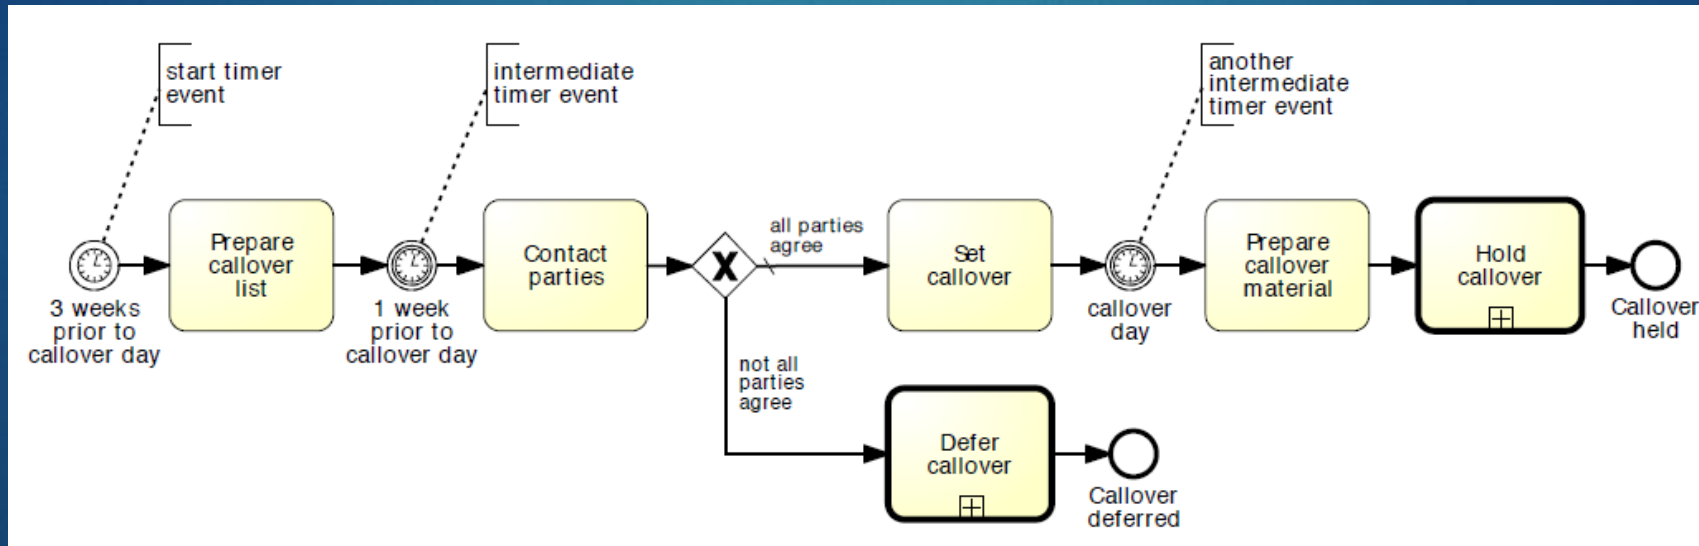 start timer
event
intermediate
timer event
another
intermediate
timer event
3 weeks
prior to
callover day
Prepare
callover
list
1 week
prior to
callover day
Contact
parties
X
all parties
agree
not all
parties
agree
Set
callover
callover
day
Prepare
callover
material
Hold
callover
Callover
held
Defer
callover
Callover
deferred